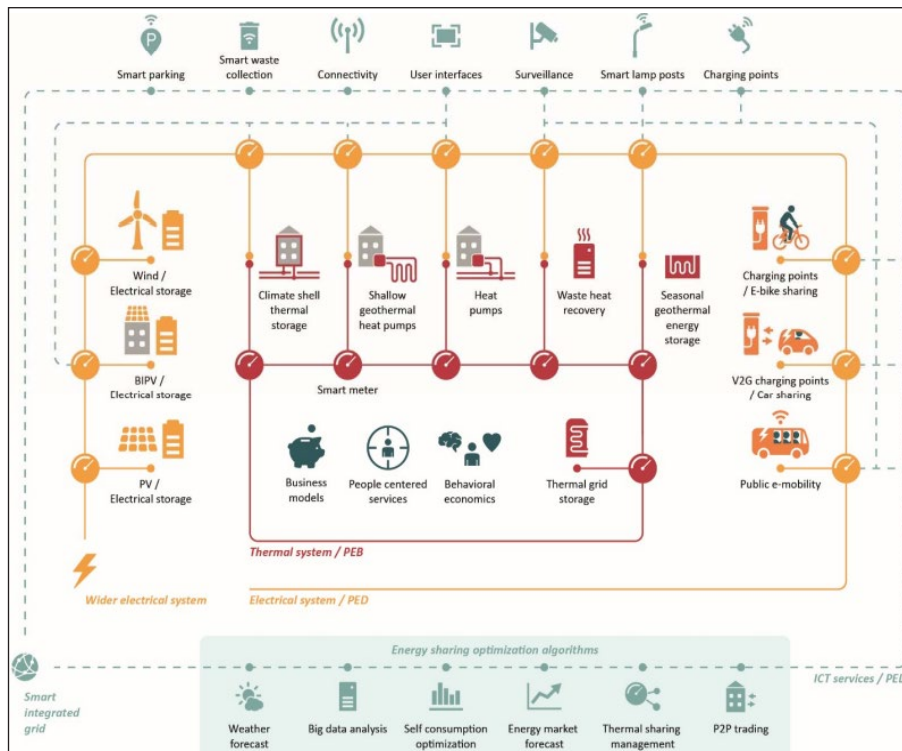 P
Smart parking
Smart waste
collection
Connectivity
User interfaces
Surveillance
Smart lamp posts
Charging points
Wind /
Electrical storage
Climate shell
thermal
storage
Shallow
geothermal
heat pumps
Heat
pumps
Waste heat
recovery
Seasonal
geothermal
energy
storage
Charging points
/ E-bike sharing
BIPV /
Electrical storage
Smart meter
V2G charging points
/ Car sharing
PV /
Electrical storage
Business
models
People centered
services
Behavioral
economics
Thermal grid
storage
Public e-mobility
Thermal system / PEB
Wider electrical system
Electrical system / PED
Energy sharing optimization algorithms
Smart
integrated
grid
ICT services / PED
Weather
forecast
Big data analysis
Self consumption
optimization
Energy market
forecast
Thermal sharing
management
P2P trading